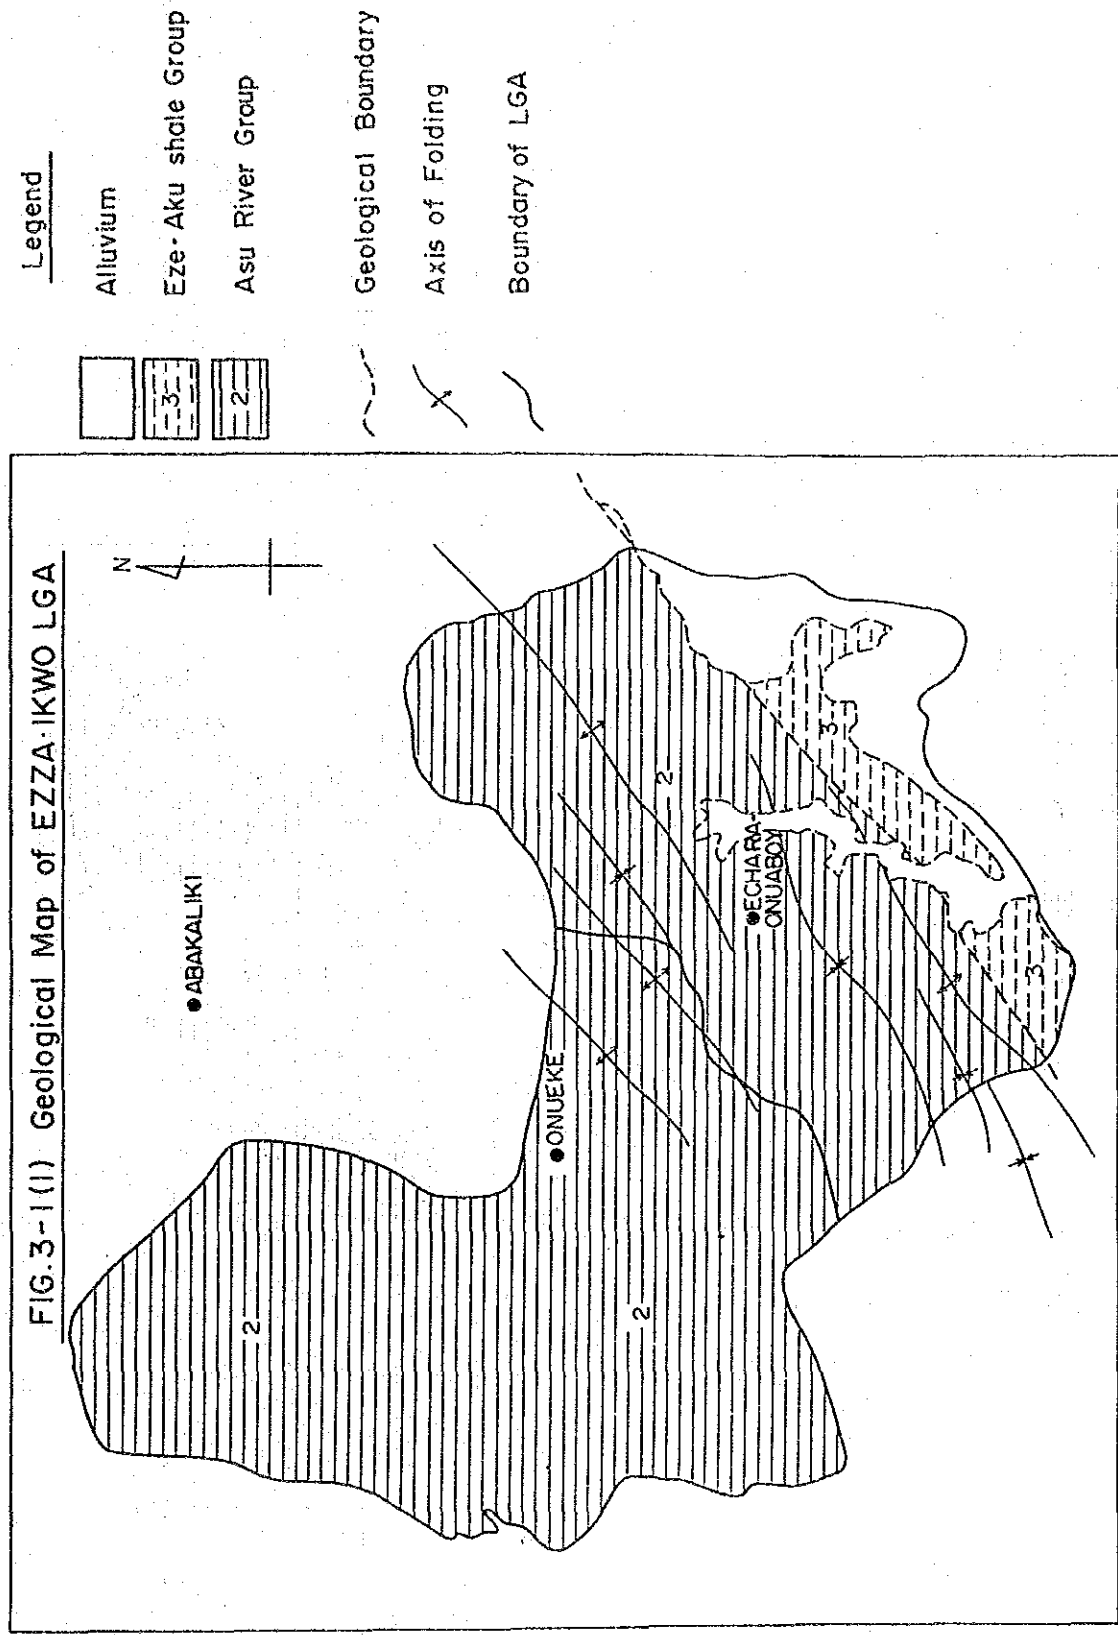 FIG.3-1(1) Geological Map of EZZA-IKWO LGA
N
ABAKALIKI
ONUEKE
ECHARA-
ONUABOY
2
2
2
3
3
Legend
Alluvium
3 Eze-Aku shale Group
2 Asu River Group
Geological Boundary
Axis of Folding
Boundary of LGA